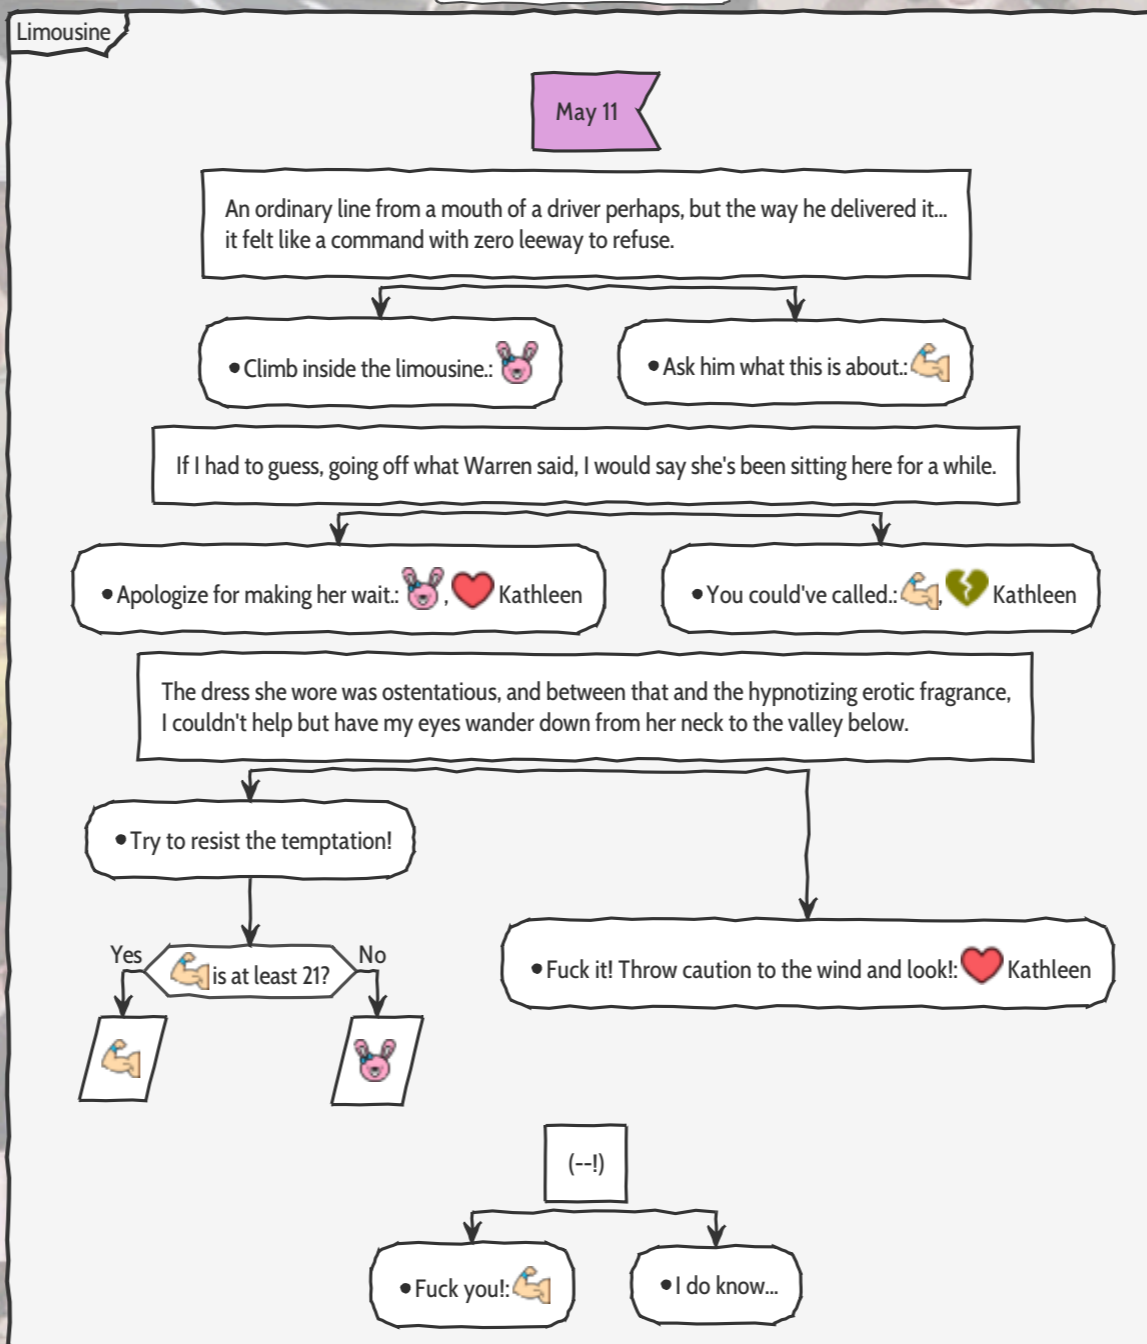 Limousine
May 11
An ordinary line from a mouth of a driver perhaps, but the way he delivered it...
it felt like a command with zero leeway to refuse.
•Climb inside the limousine.:
•Ask him what this is about.:
If I had to guess, going off what Warren said, I would say she's been sitting here for a while.
•Apologize for making her wait.: , Kathleen
•You could've called.: , Kathleen
The dress she wore was ostentatious, and between that and the hypnotizing erotic fragrance,
I couldn't help but have my eyes wander down from her neck to the valley below.
•Try to resist the temptation!
Yes
is at least 21?
No
•Fuck it! Throw caution to the wind and look!: Kathleen
(--!)
•Fuck you!:
•I do know...